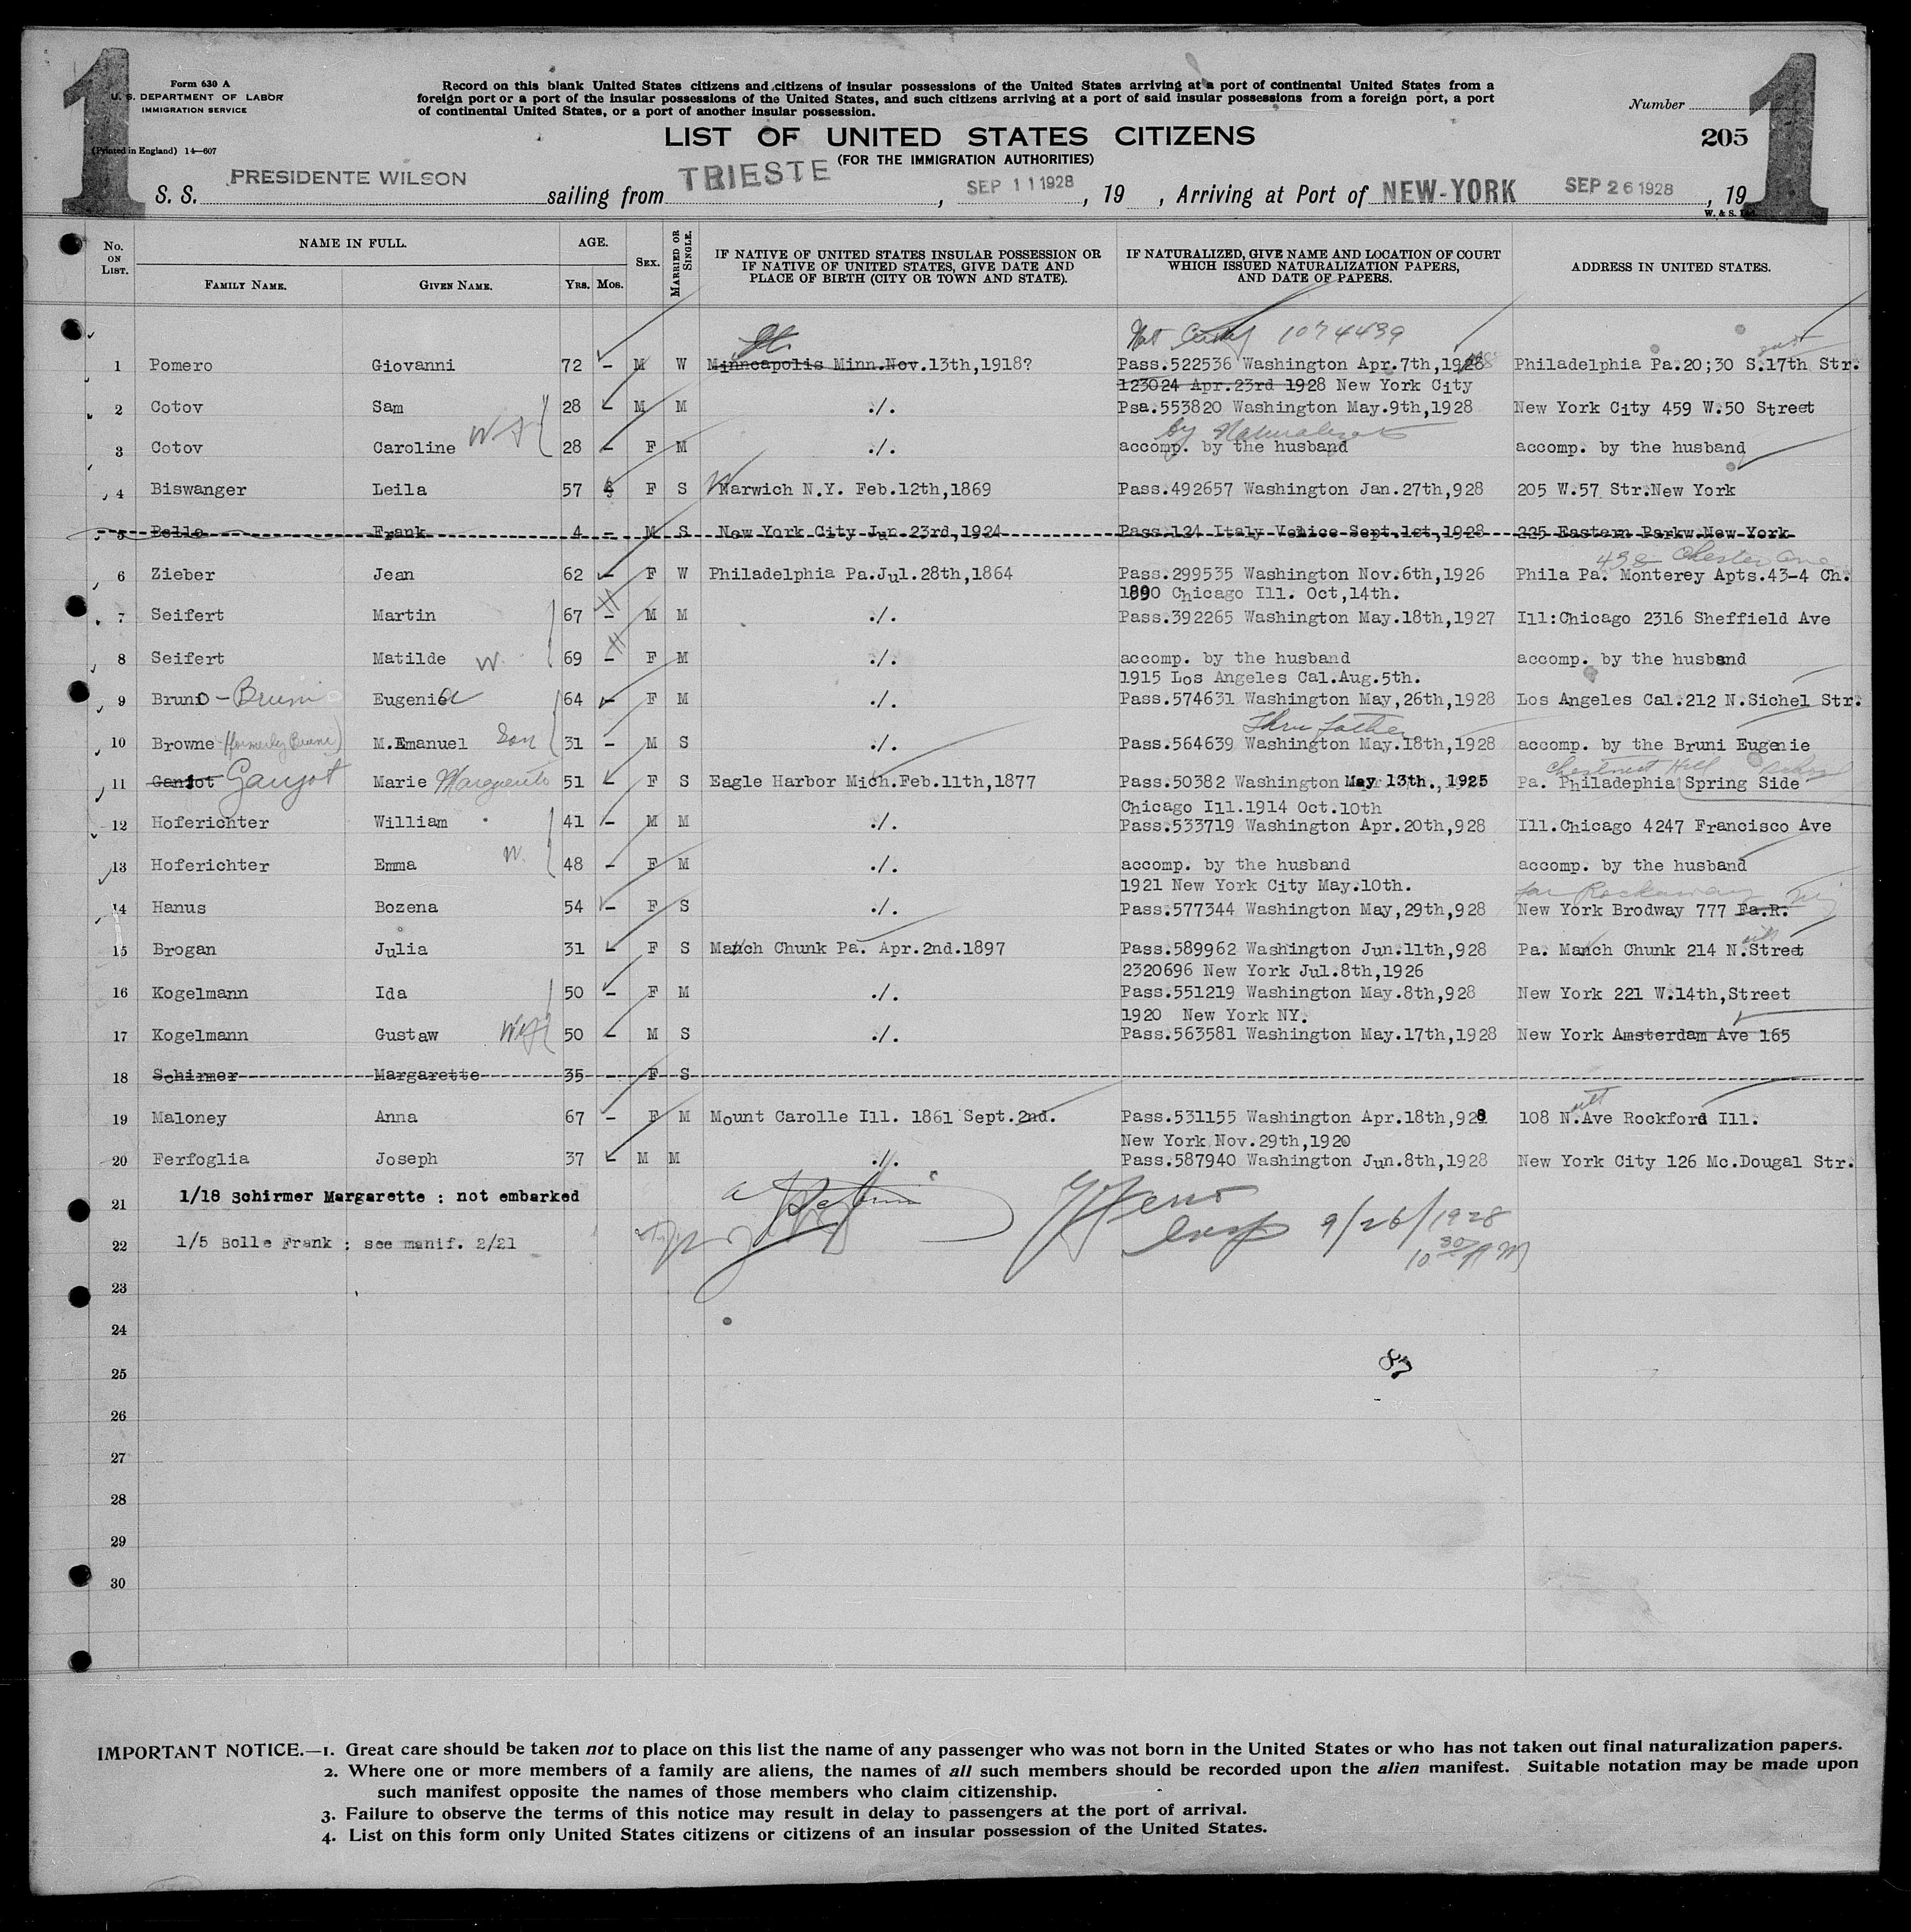 1 1
Form 630 A
U. S. DEPARTMENT OF LABOR
IMMIGRATION SERVICE
(Printed in England) 14—607
Record on this blank United States citizens and citizens of insular possessions of the United States arriving at a port of continental United States from a
foreign port or a port of the insular possessions of the United States, and such citizens arriving at a port of said insular possessions from a foreign port, a port
of continental United States, or a port of another insular possession.
Number
LIST OF UNITED STATES CITIZENS
205
(FOR THE IMMIGRATION AUTHORITIES)
S. S. PRESIDENTE WILSON sailing from TRIESTE, SEP 11 1928, 19 , Arriving at Port of NEW-YORK SEP 26 1928, 19
W. & S. Ltd.
No. ON LIST. NAME IN FULL. AGE. SEX. MARRIED OR SINGLE. IF NATIVE OF UNITED STATES INSULAR POSSESSION OR IF NATIVE OF UNITED STATES, GIVE DATE AND PLACE OF BIRTH (CITY OR TOWN AND STATE). IF NATURALIZED, GIVE NAME AND LOCATION OF COURT WHICH ISSUED NATURALIZATION PAPERS, AND DATE OF PAPERS. ADDRESS IN UNITED STATES.
FAMILY NAME. GIVEN NAME. YRS. MOS.
1074439
1 Pomero Giovanni 72 - M W Minncapolis Minn.Nov.13th,1918? Pass.522536 Washington Apr.7th,1928 Philadelphia Pa.20;30 S.17th Str.
123024 Apr.23rd 1928 New York City
2 Cotov Sam 28 - M M ./. Psa.553820 Washington May.9th,1928 New York City 459 W.50 Street
by
3 Cotov Caroline 28 - F M ./. accomp. by the husband accomp. by the husband
4 Biswanger Leila 57 F S Warwich N.Y. Feb.12th,1869 Pass.492657 Washington Jan.27th,928 205 W.57 Str.New York
5 Bolle Frank 4 - M S New York City Jun.23rd,1924 Pass.124 Italy Venice Sept.1st,1928 225 Eastern Parkw.New York
Chester Ave
6 Zieber Jean 62 - F W Philadelphia Pa.Jul.28th,1864 Pass.299535 Washington Nov.6th,1926 Phila Pa. Monterey Apts.43-4 Ch.
1890 Chicago Ill. Oct,14th.
7 Seifert Martin 67 - M M ./. Pass.392265 Washington May.18th,1927 Ill:Chicago 2316 Sheffield Ave
8 Seifert Matilde W. 69 - F M ./. accomp. by the husband accomp. by the husband
1915 Los Angeles Cal.Aug.5th.
9 Bruno - Bruni Eugenia 64 - F M ./. Pass.574631 Washington May,26th,1928 Los Angeles Cal.212 N.Sichel Str.
Thru father
10 Browne (formerly Bruni) M.Emanuel Son 31 - M S ./. Pass.564639 Washington May.18th,1928 accomp. by the Bruni Eugenie
Chestnut Hill
11 Ganiot Gaujot Marie Marguerite 51 F S Eagle Harbor Mich.Feb.11th,1877 Pass.50382 Washington May 13th.,1925 Pa. Philadephia Spring Side
Chicago Ill.1914 Oct.10th
12 Hoferichter William 41 - M M ./. Pass.533719 Washington Apr.20th,928 Ill.Chicago 4247 Francisco Ave
13 Hoferichter Emma W. 48 - F M ./. accomp. by the husband accomp. by the husband
1921 New York City May.10th. far Rockaway
14 Hanus Bozena 54 - F S ./. Pass.577344 Washington May,29th,928 New York Brodway 777 Fa.R.
15 Brogan Julia 31 - F S Mauch Chunk Pa. Apr.2nd.1897 Pass.589962 Washington Jun.11th,928 Pa. Mauch Chunk 214 N.Street
2320696 New York Jul.8th,1926
16 Kogelmann Ida 50 - F M ./. Pass.551219 Washington May.8th,928 New York 221 W.14th,Street
1920 New York NY.
17 Kogelmann Gustaw 50 - M S ./. Pass.563581 Washington May.17th,1928 New York Amsterdam Ave 165
18 Schirmer Margarette 35 - F S
19 Maloney Anna 67 - F M Mount Carolle Ill. 1861 Sept.2nd. Pass.531155 Washington Apr.18th,928 108 N.Ave Rockford Ill.
New York Nov.29th,1920
20 Ferfoglia Joseph 37 - M M ./. Pass.587940 Washington Jun.8th,1928 New York City 126 Mc.Dougal Str.
21 1/18 Schirmer Margarette : not embarked
22 1/5 Bolle Frank : see manif. 2/21
Insp 9/26/1928
10 30 AM
23
24
25
26
27
28
29
30
IMPORTANT NOTICE.—1. Great care should be taken not to place on this list the name of any passenger who was not born in the United States or who has not taken out final naturalization papers.
2. Where one or more members of a family are aliens, the names of all such members should be recorded upon the alien manifest. Suitable notation may be made upon
such manifest opposite the names of those members who claim citizenship.
3. Failure to observe the terms of this notice may result in delay to passengers at the port of arrival.
4. List on this form only United States citizens or citizens of an insular possession of the United States.